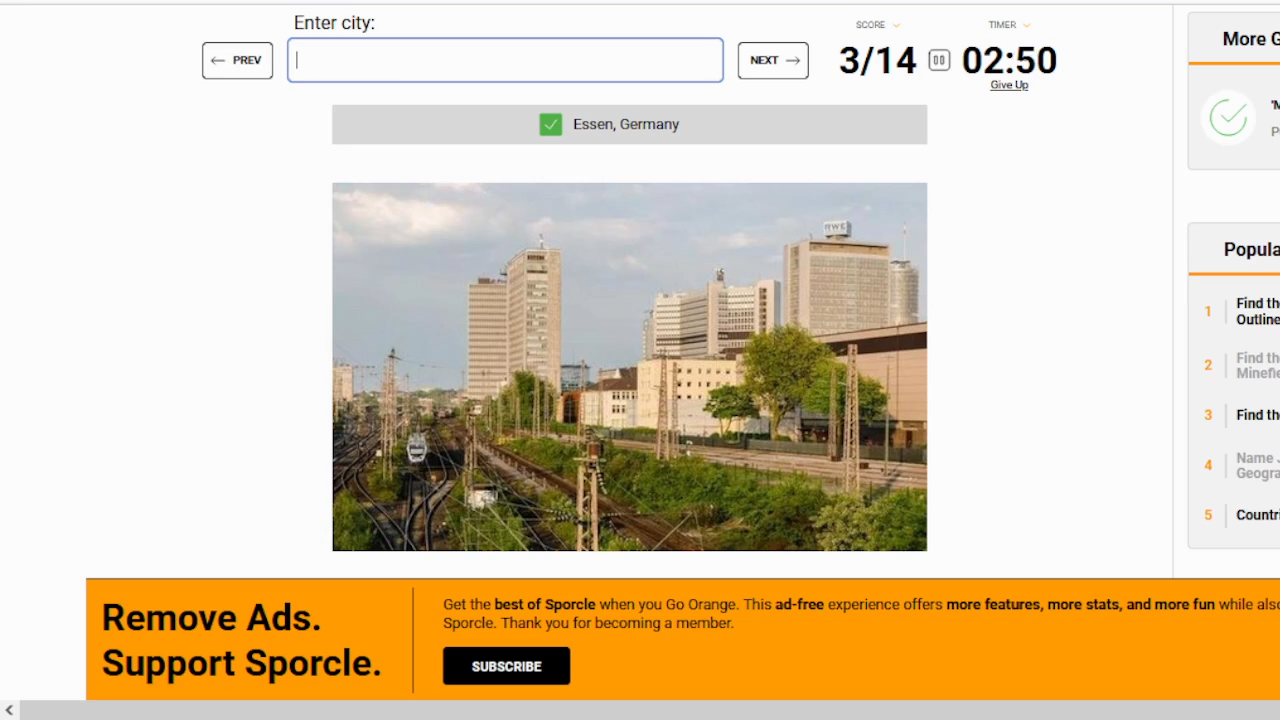 Enter city:
← PREV
NEXT →
SCORE
3/14
TIMER
02:50
Give Up
Essen, Germany
RWE
More G
'M
P
Popula
1 Find th
Outline
2 Find th
Minefie
3 Find th
4 Name J
Geogra
5 Countri
Remove Ads.
Support Sporcle.
Get the best of Sporcle when you Go Orange. This ad-free experience offers more features, more stats, and more fun while also
Sporcle. Thank you for becoming a member.
SUBSCRIBE